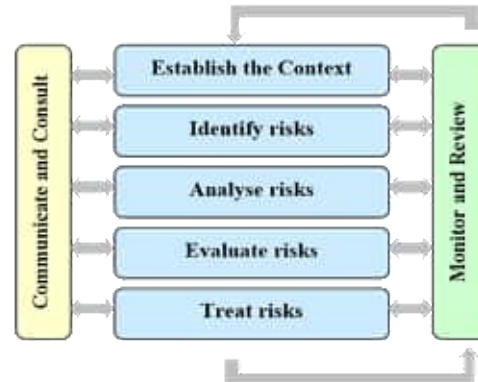 Communicate and Consult
Establish the Context
Identify risks
Analyse risks
Evaluate risks
Treat risks
Monitor and Review